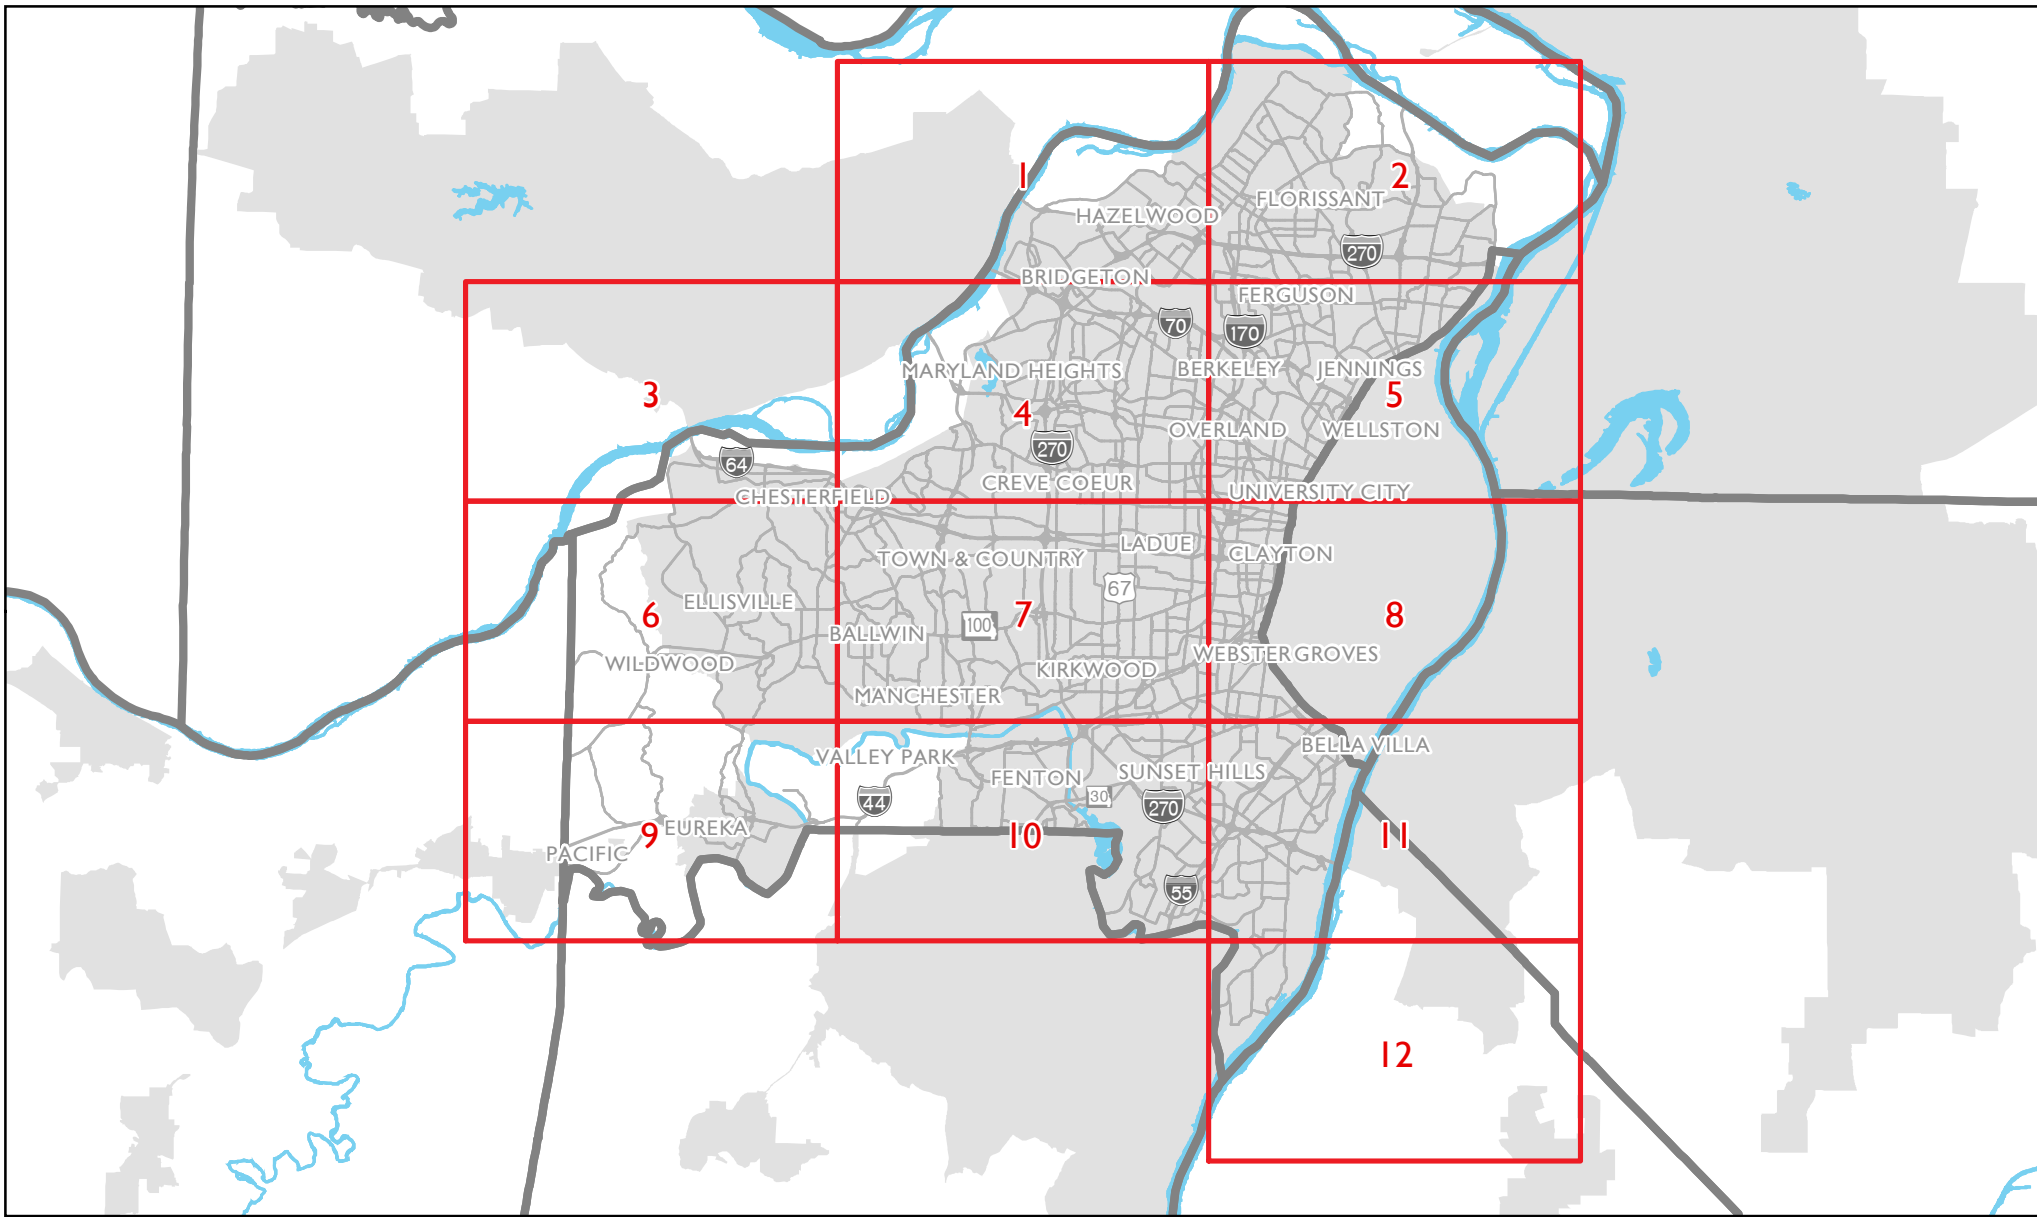 1
2
FLORISSANT
HAZELWOOD
270
BRIDGETON
FERGUSON
70
170
MARYLAND HEIGHTS
BERKELEY
JENNINGS
3
5
4
OVERLAND
WELLSTON
270
64
CREVE COEUR
UNIVERSITY CITY
CHESTERFIELD
LADUE
CLAYTON
TOWN & COUNTRY
67
ELLISVILLE
6
7
8
100
BALLWIN
WEBSTER GROVES
WILDWOOD
KIRKWOOD
MANCHESTER
BELLA VILLA
VALLEY PARK
SUNSET HILLS
FENTON
30
44
270
EUREKA
9
10
11
PACIFIC
55
12